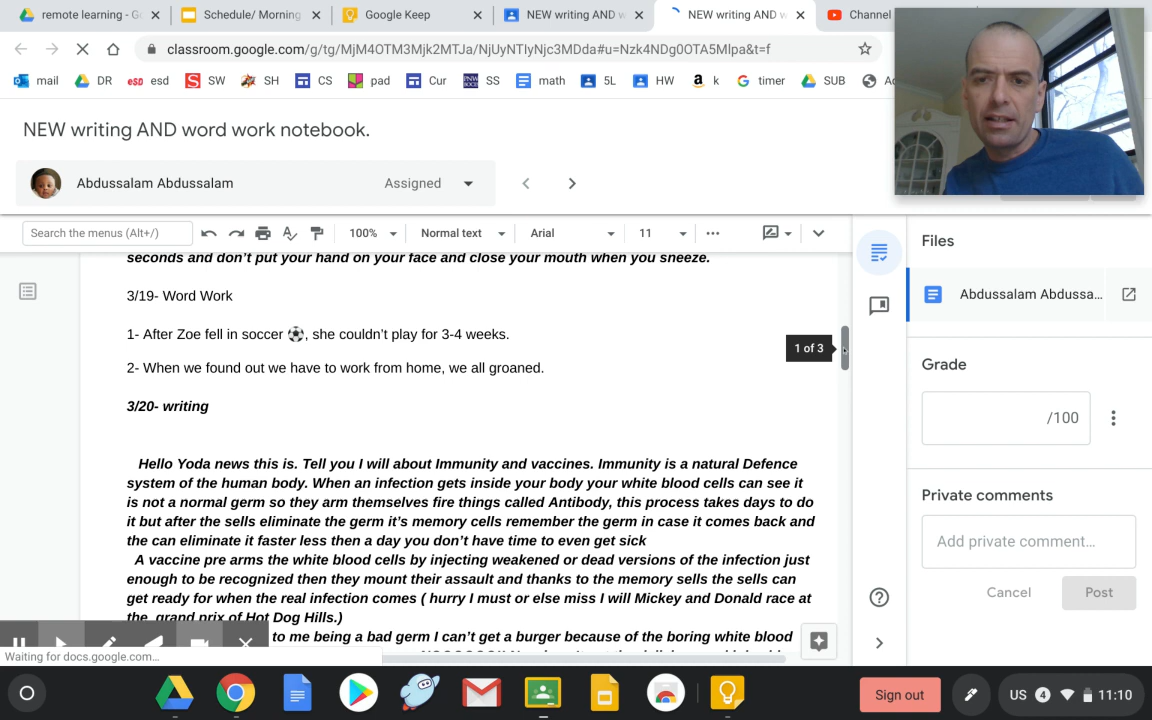 remote learning - G
Schedule/ Morning
Google Keep
NEW writing AND w
NEW writing AND w
Channel
classroom.google.com/g/tg/MjM4OTM3Mjk2MTJa/NjUyNTIyNjc3MDda#u=Nzk4NDg0OTA5MIpa&t=f
mail DR esd esd SW SH CS pad Cur SS math 5L HW a k timer SUB
NEW writing AND word work notebook.
Abdussalam Abdussalam Assigned
Search the menus (Alt+/) 100% Normal text Arial 11
Files
seconds and don't put your hand on your face and close your mouth when you sneeze.
Abdussalam Abdussa...
3/19- Word Work
1- After Zoe fell in soccer ⚽, she couldn't play for 3-4 weeks.
1 of 3
2- When we found out we have to work from home, we all groaned.
Grade
/100
3/20- writing
Hello Yoda news this is. Tell you I will about Immunity and vaccines. Immunity is a natural Defence
system of the human body. When an infection gets inside your body your white blood cells can see it
is not a normal germ so they arm themselves fire things called Antibody, this process takes days to do
it but after the sells eliminate the germ it's memory cells remember the germ in case it comes back and
the can eliminate it faster less then a day you don't have time to even get sick
A vaccine pre arms the white blood cells by injecting weakened or dead versions of the infection just
enough to be recognized then they mount their assault and thanks to the memory sells the sells can
get ready for when the real infection comes ( hurry I must or else miss I will Mickey and Donald race at
the grand prix of Hot Dog Hills.)
to me being a bad germ I can't get a burger because of the boring white blood
Private comments
Add private comment...
Cancel Post
Waiting for docs.google.com...
Sign out
US 4 11:10